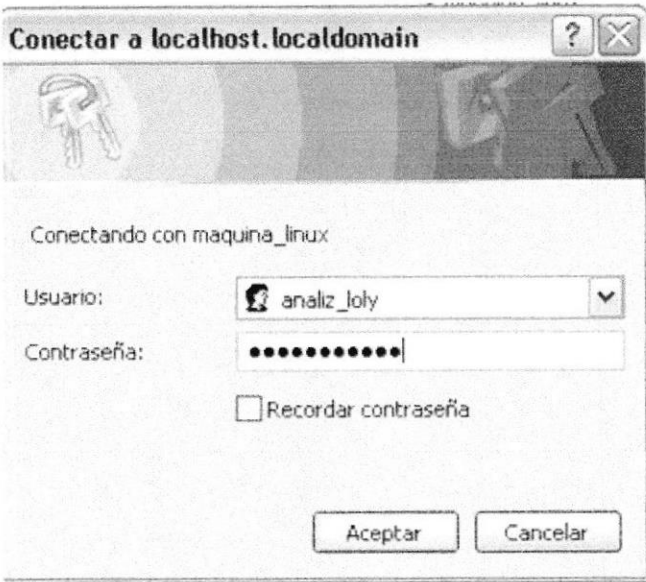 Conectar a localhost.localdomain
Conectando con maquina_linux
Usuario: analiz_loly
Contraseña: •••••••••••
Recordar contraseña
Aceptar Cancelar